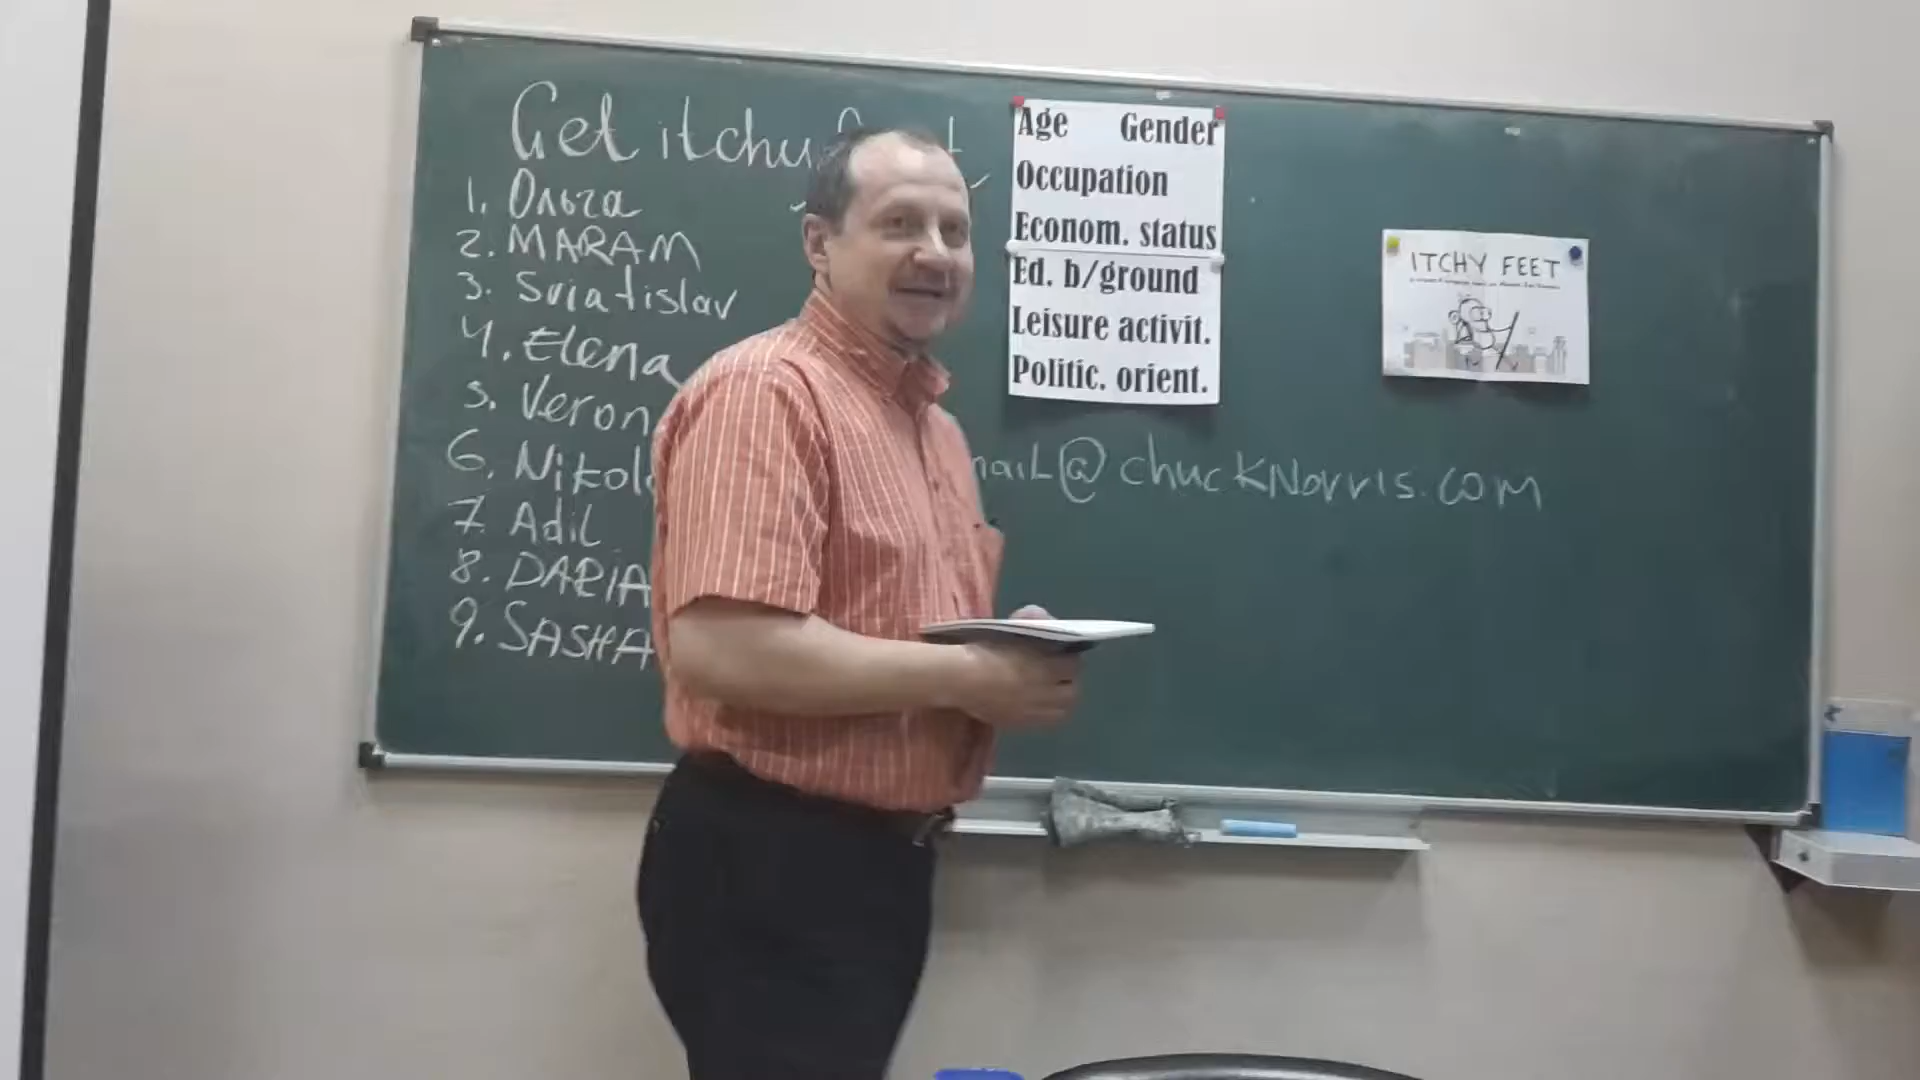 Get itchy
1. Ольга
2. MARAM
3. Sviatislav
4. Elena
5. Veron
6. Nikol
7. Adil
8. DARIA
9. SASHA
Age Gender
Occupation
Econom. status
Ed. b/ground
Leisure activit.
Politic. orient.
ITCHY FEET
mail@chuckNorris.com